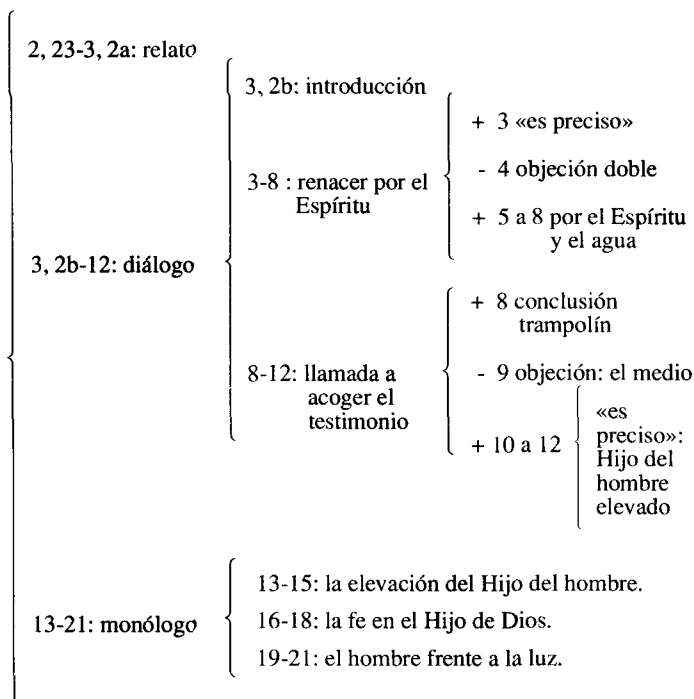 2, 23-3, 2a: relato
3, 2b-12: diálogo
3, 2b: introducción
3-8 : renacer por el
Espíritu
+ 3 «es preciso»
- 4 objeción doble
+ 5 a 8 por el Espíritu
y el agua
8-12: llamada a
acoger el
testimonio
+ 8 conclusión
trampolín
- 9 objeción: el medio
+ 10 a 12
«es
preciso»:
Hijo del
hombre
elevado
13-21: monólogo
13-15: la elevación del Hijo del hombre.
16-18: la fe en el Hijo de Dios.
19-21: el hombre frente a la luz.